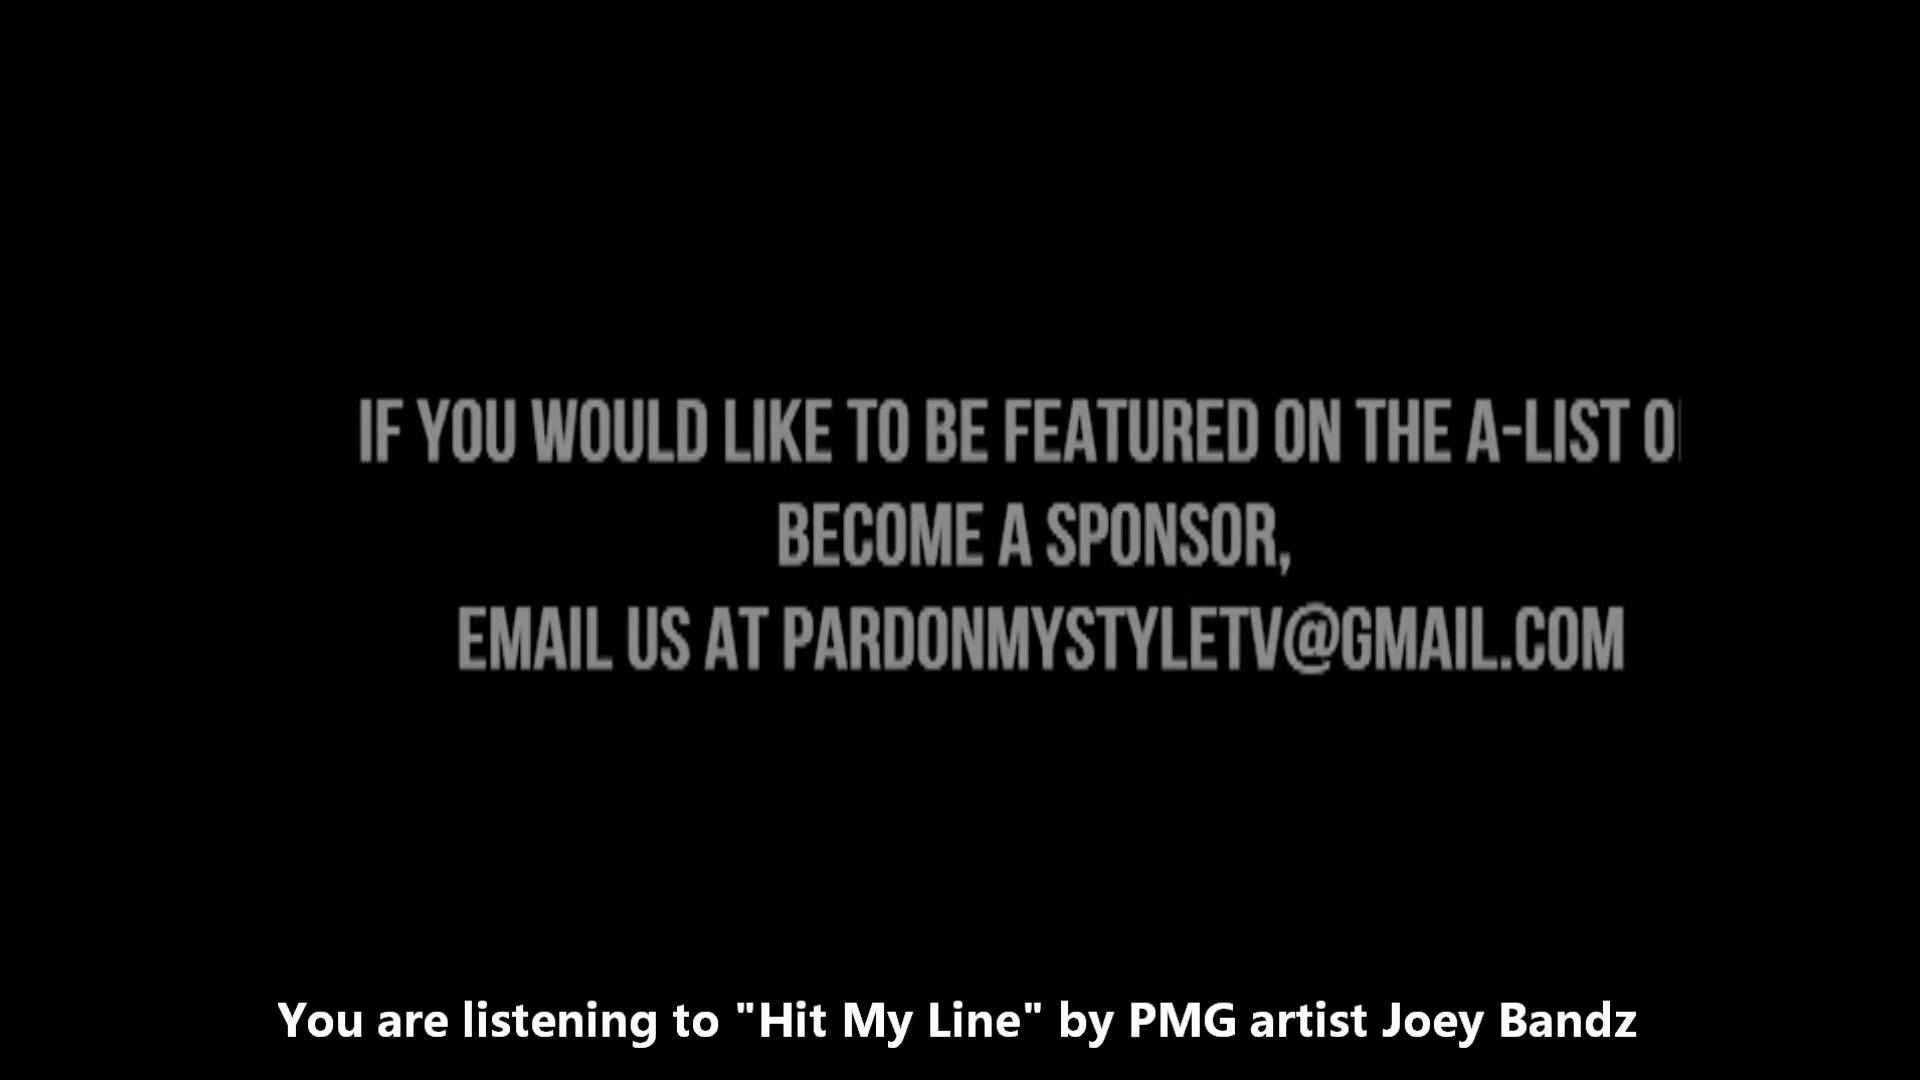 IF YOU WOULD LIKE TO BE FEATURED ON THE A-LIST
BECOME A SPONSOR,
EMAIL US AT PARDONMYSTYLETV@GMAIL.COM
You are listening to "Hit My Line" by PMG artist Joey Bandz